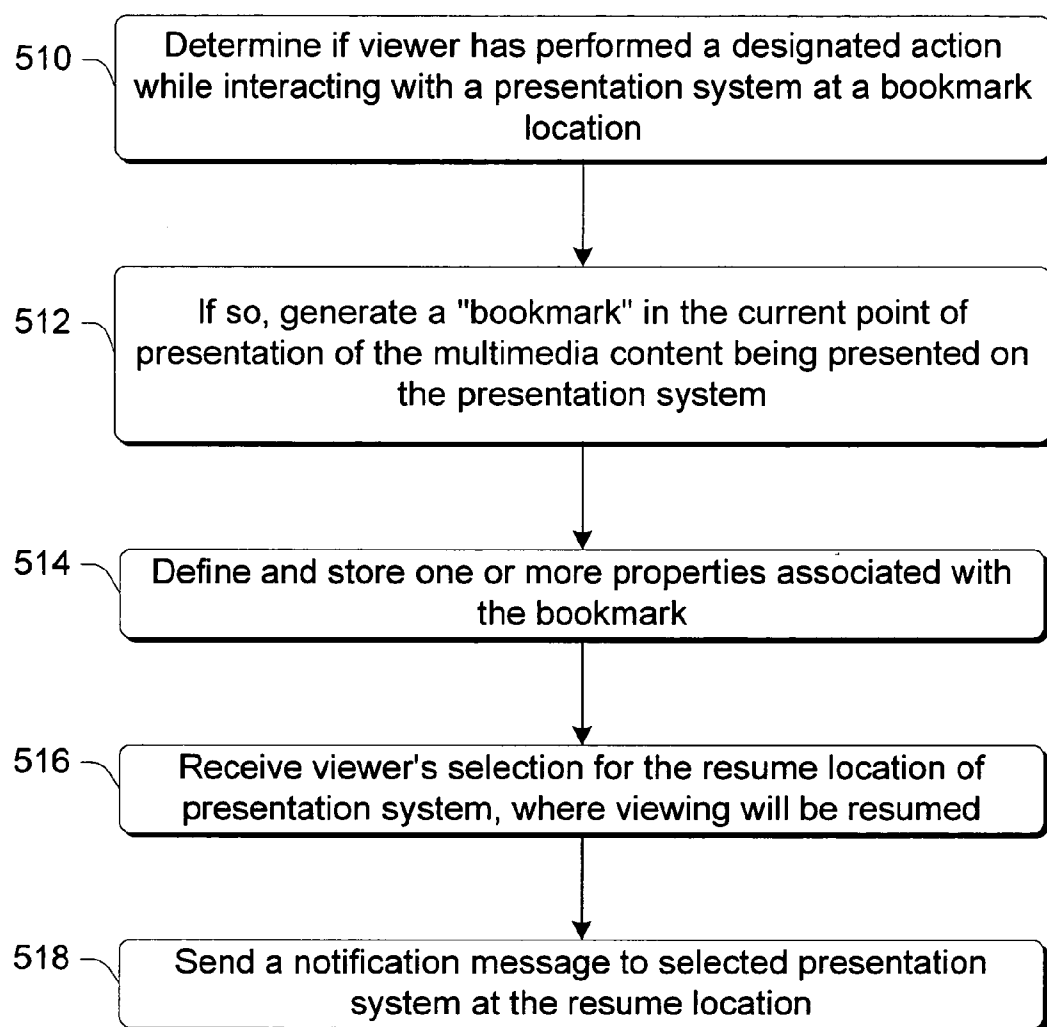 510
Determine if viewer has performed a designated action
while interacting with a presentation system at a bookmark
location
512
If so, generate a "bookmark" in the current point of
presentation of the multimedia content being presented on
the presentation system
514
Define and store one or more properties associated with
the bookmark
516
Receive viewer's selection for the resume location of
presentation system, where viewing will be resumed
518
Send a notification message to selected presentation
system at the resume location